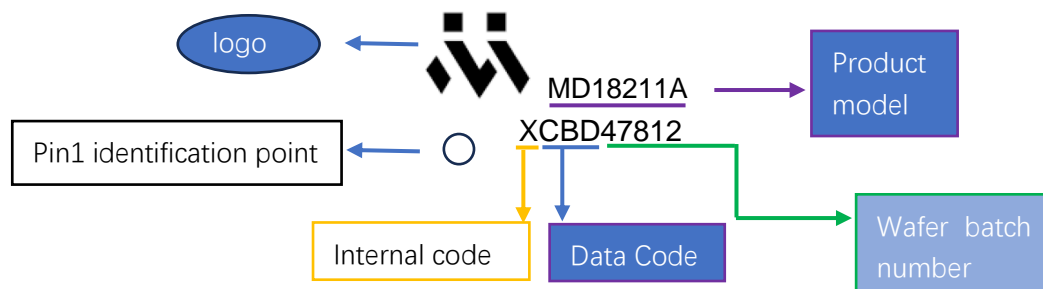 logo
MD18211A
Product
model
XCBD47812
Pin1 identification point
Internal code
Data Code
Wafer batch
number